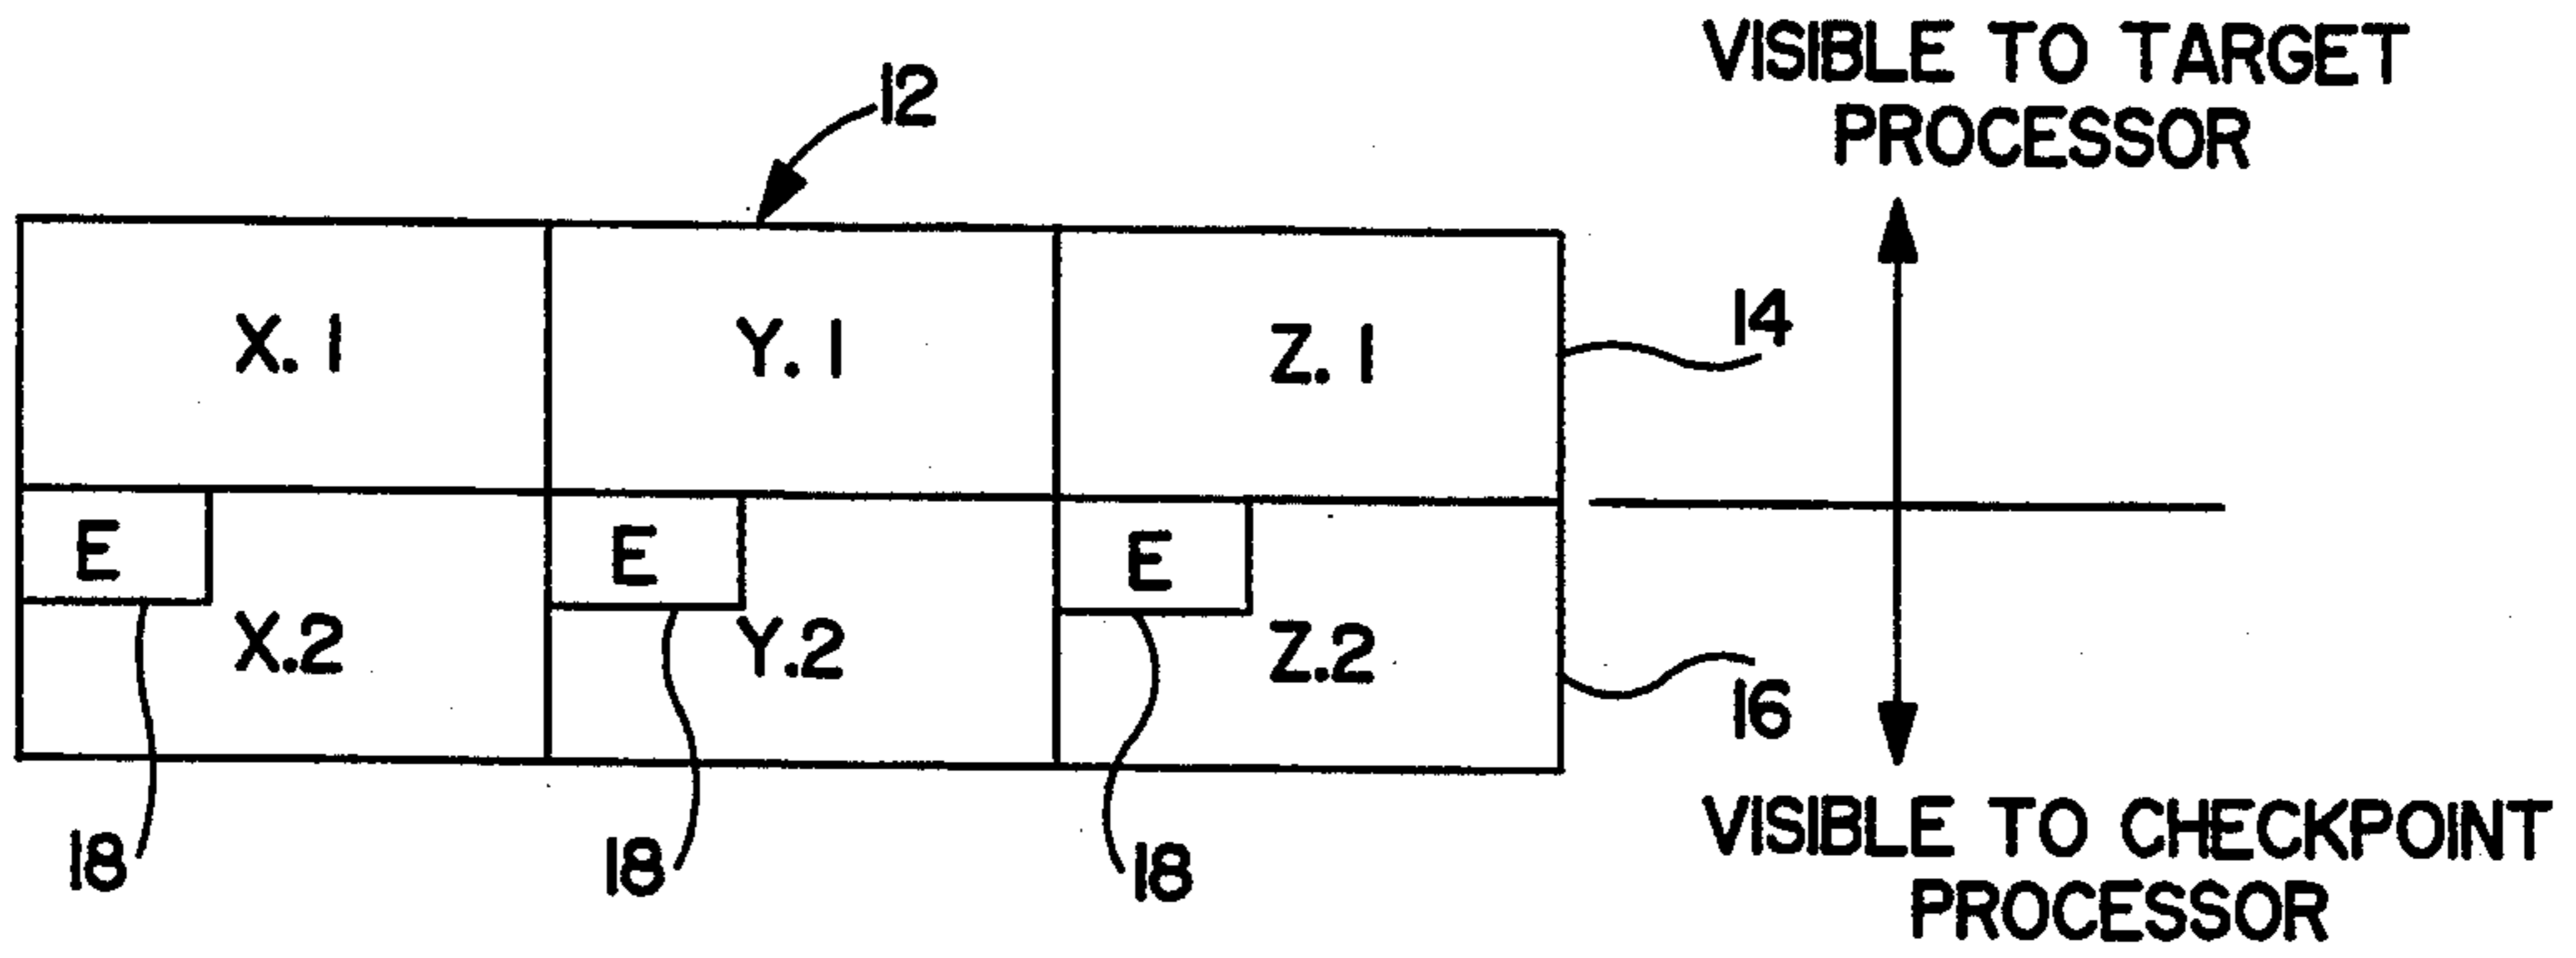 VISIBLE TO TARGET
PROCESSOR
12
X.1
Y.1
Z.1
14
E
E
E
X.2
Y.2
Z.2
16
18
18
18
VISIBLE TO CHECKPOINT
PROCESSOR